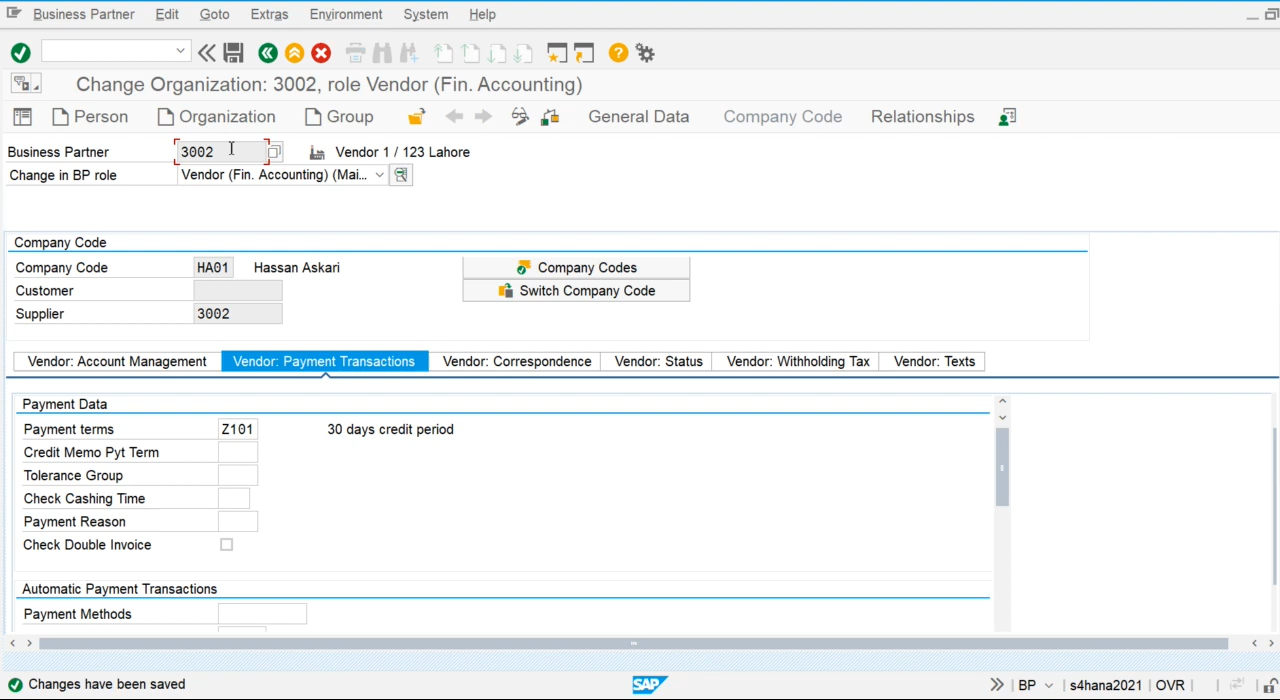 Business Partner Edit Goto Extras Environment System Help
Change Organization: 3002, role Vendor (Fin. Accounting)
Person Organization Group General Data Company Code Relationships
Business Partner 3002 Vendor 1 / 123 Lahore
Change in BP role Vendor (Fin. Accounting) (Mai...
Company Code
Company Code HA01 Hassan Askari Company Codes
Customer Switch Company Code
Supplier 3002
Vendor: Account Management Vendor: Payment Transactions Vendor: Correspondence Vendor: Status Vendor: Withholding Tax Vendor: Texts
Payment Data
Payment terms Z101 30 days credit period
Credit Memo Pyt Term
Tolerance Group
Check Cashing Time
Payment Reason
Check Double Invoice
Automatic Payment Transactions
Payment Methods
Changes have been saved SAP BP s4hana2021 OVR